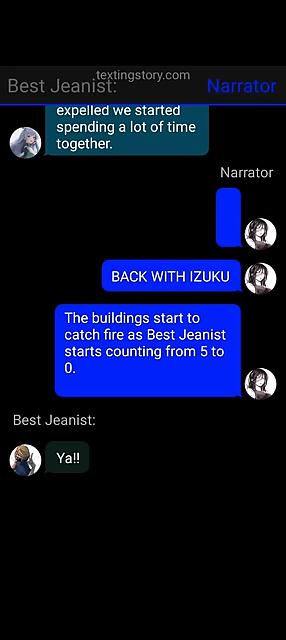 textingstory.com
Best Jeanist: Narrator
expelled we started
spending a lot of time
together.
Narrator
BACK WITH IZUKU
The buildings start to
catch fire as Best Jeanist
starts counting from 5 to
0.
Best Jeanist:
Ya!!